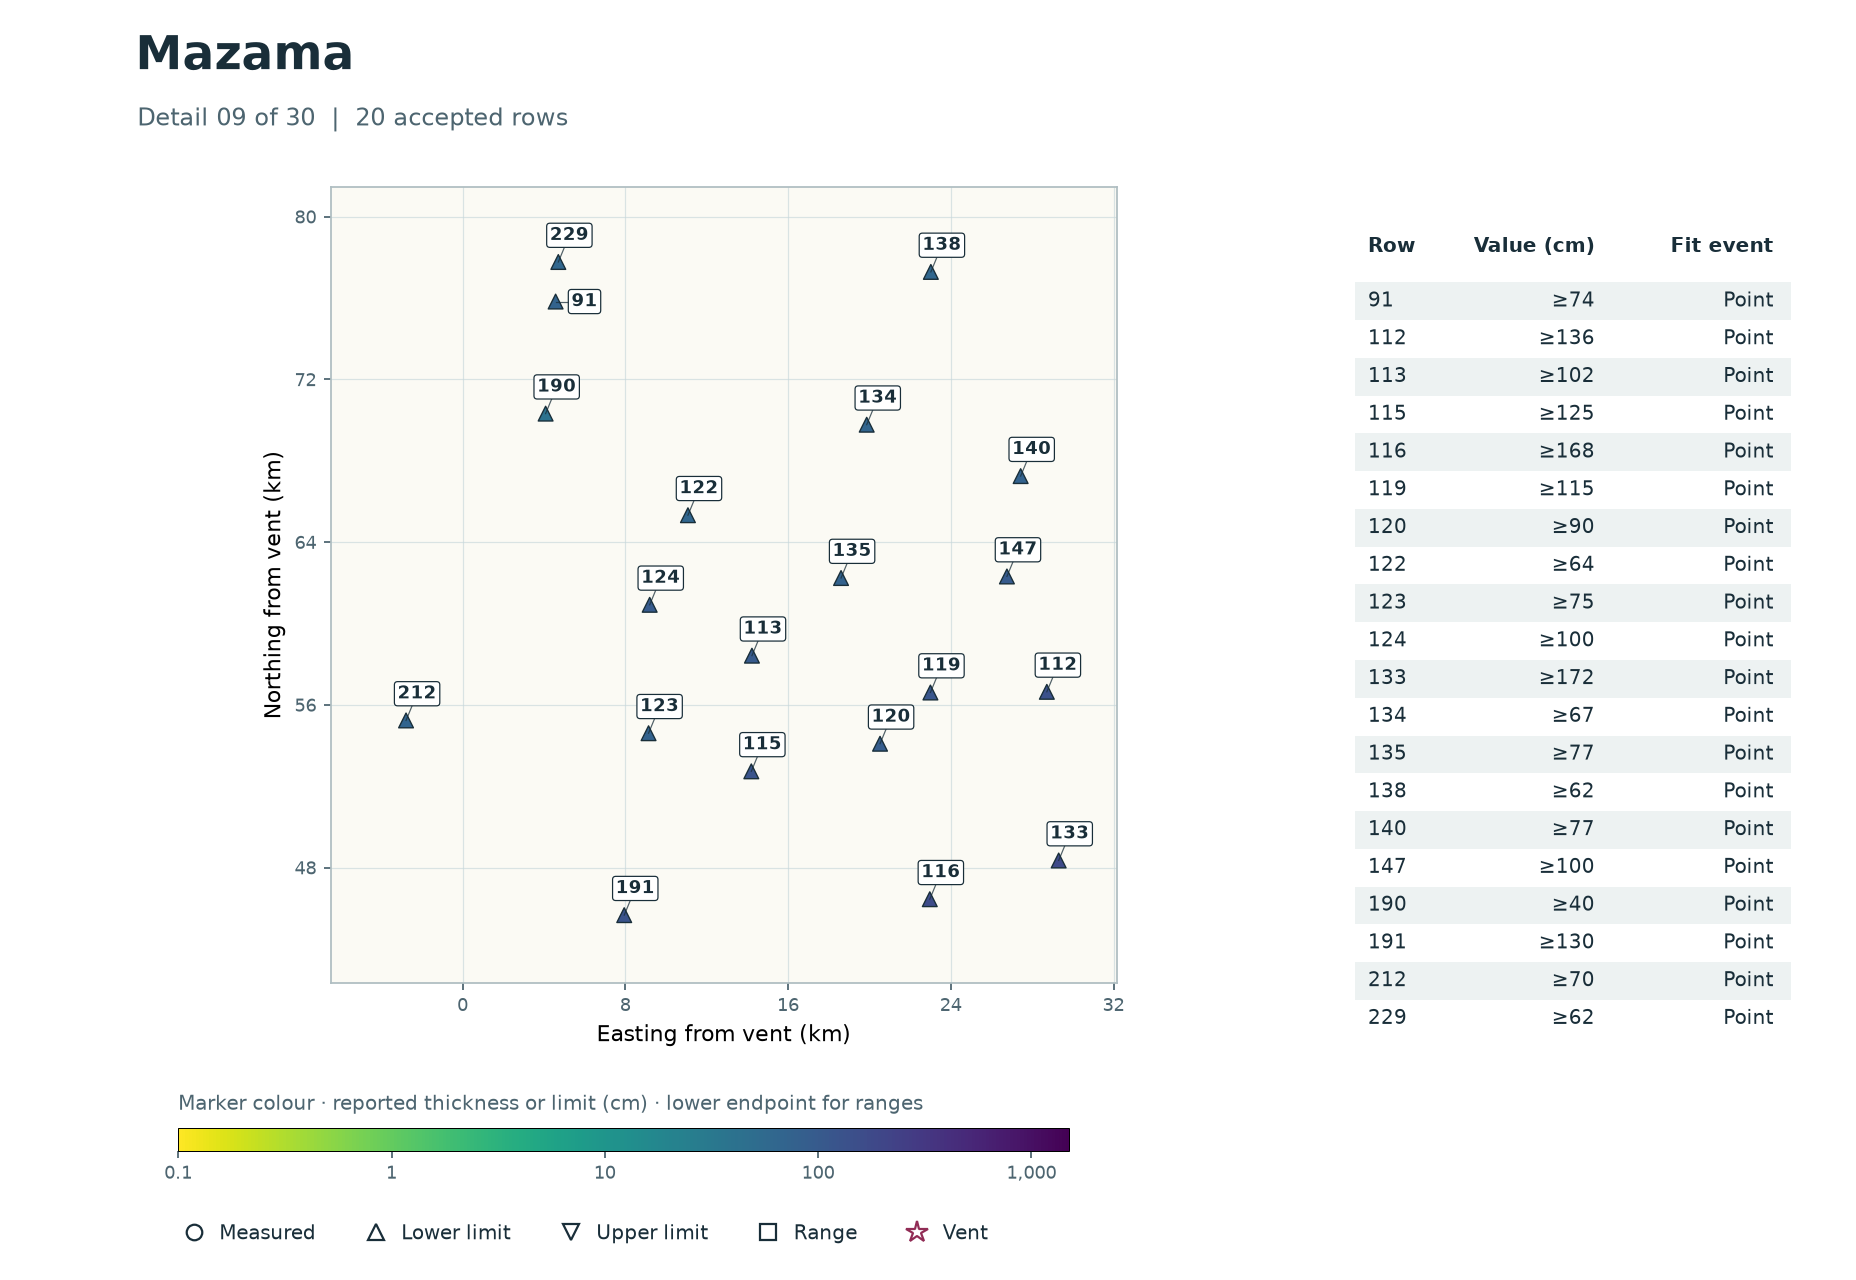 Mazama
Detail 09 of 30 | 20 accepted rows
80
72
64
56
48
Northing from vent (km)
229
138
91
190
134
140
122
135
147
124
113
119
112
212
123
120
115
133
116
191
0 8 16 24 32
Easting from vent (km)
Row Value (cm) Fit event
91 ≥74 Point
112 ≥136 Point
113 ≥102 Point
115 ≥125 Point
116 ≥168 Point
119 ≥115 Point
120 ≥90 Point
122 ≥64 Point
123 ≥75 Point
124 ≥100 Point
133 ≥172 Point
134 ≥67 Point
135 ≥77 Point
138 ≥62 Point
140 ≥77 Point
147 ≥100 Point
190 ≥40 Point
191 ≥130 Point
212 ≥70 Point
229 ≥62 Point
Marker colour · reported thickness or limit (cm) · lower endpoint for ranges
0.1 1 10 100 1,000
Measured Lower limit Upper limit Range Vent